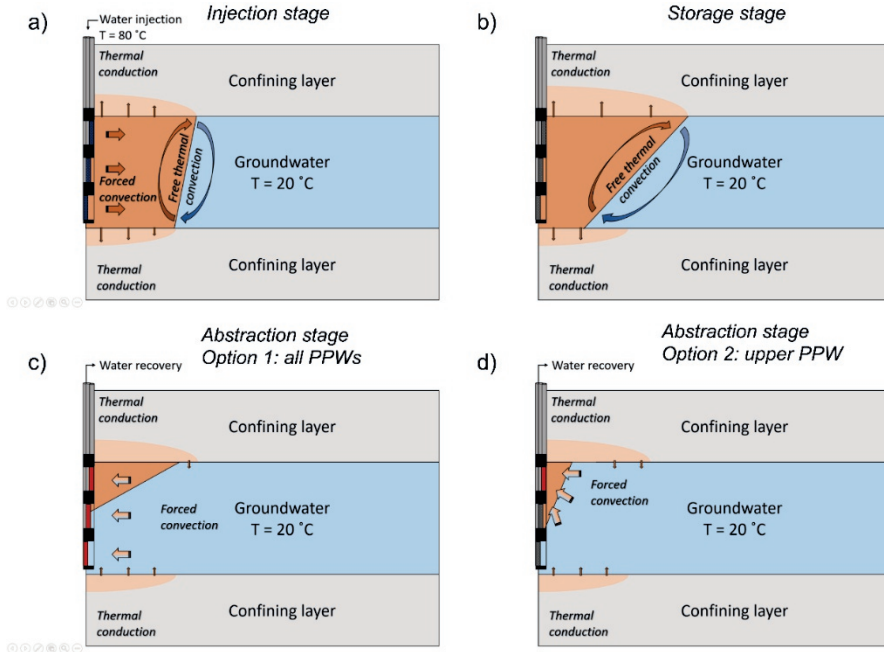 a)
Water injection
T = 80 ˚C
Injection stage
Thermal
conduction
Confining layer
Forced
convection
Free thermal
convection
Groundwater
T = 20 ˚C
Confining layer
Thermal
conduction
b)
Storage stage
Thermal
conduction
Confining layer
Free thermal
convection
Groundwater
T = 20 ˚C
Confining layer
Thermal
conduction
c)
Abstraction stage
Option 1: all PPWs
Water recovery
Thermal
conduction
Confining layer
Forced
convection
Groundwater
T = 20 ˚C
Thermal
conduction
Confining layer
d)
Abstraction stage
Option 2: upper PPW
Water recovery
Thermal
conduction
Confining layer
Forced
convection
Groundwater
T = 20 ˚C
Thermal
conduction
Confining layer